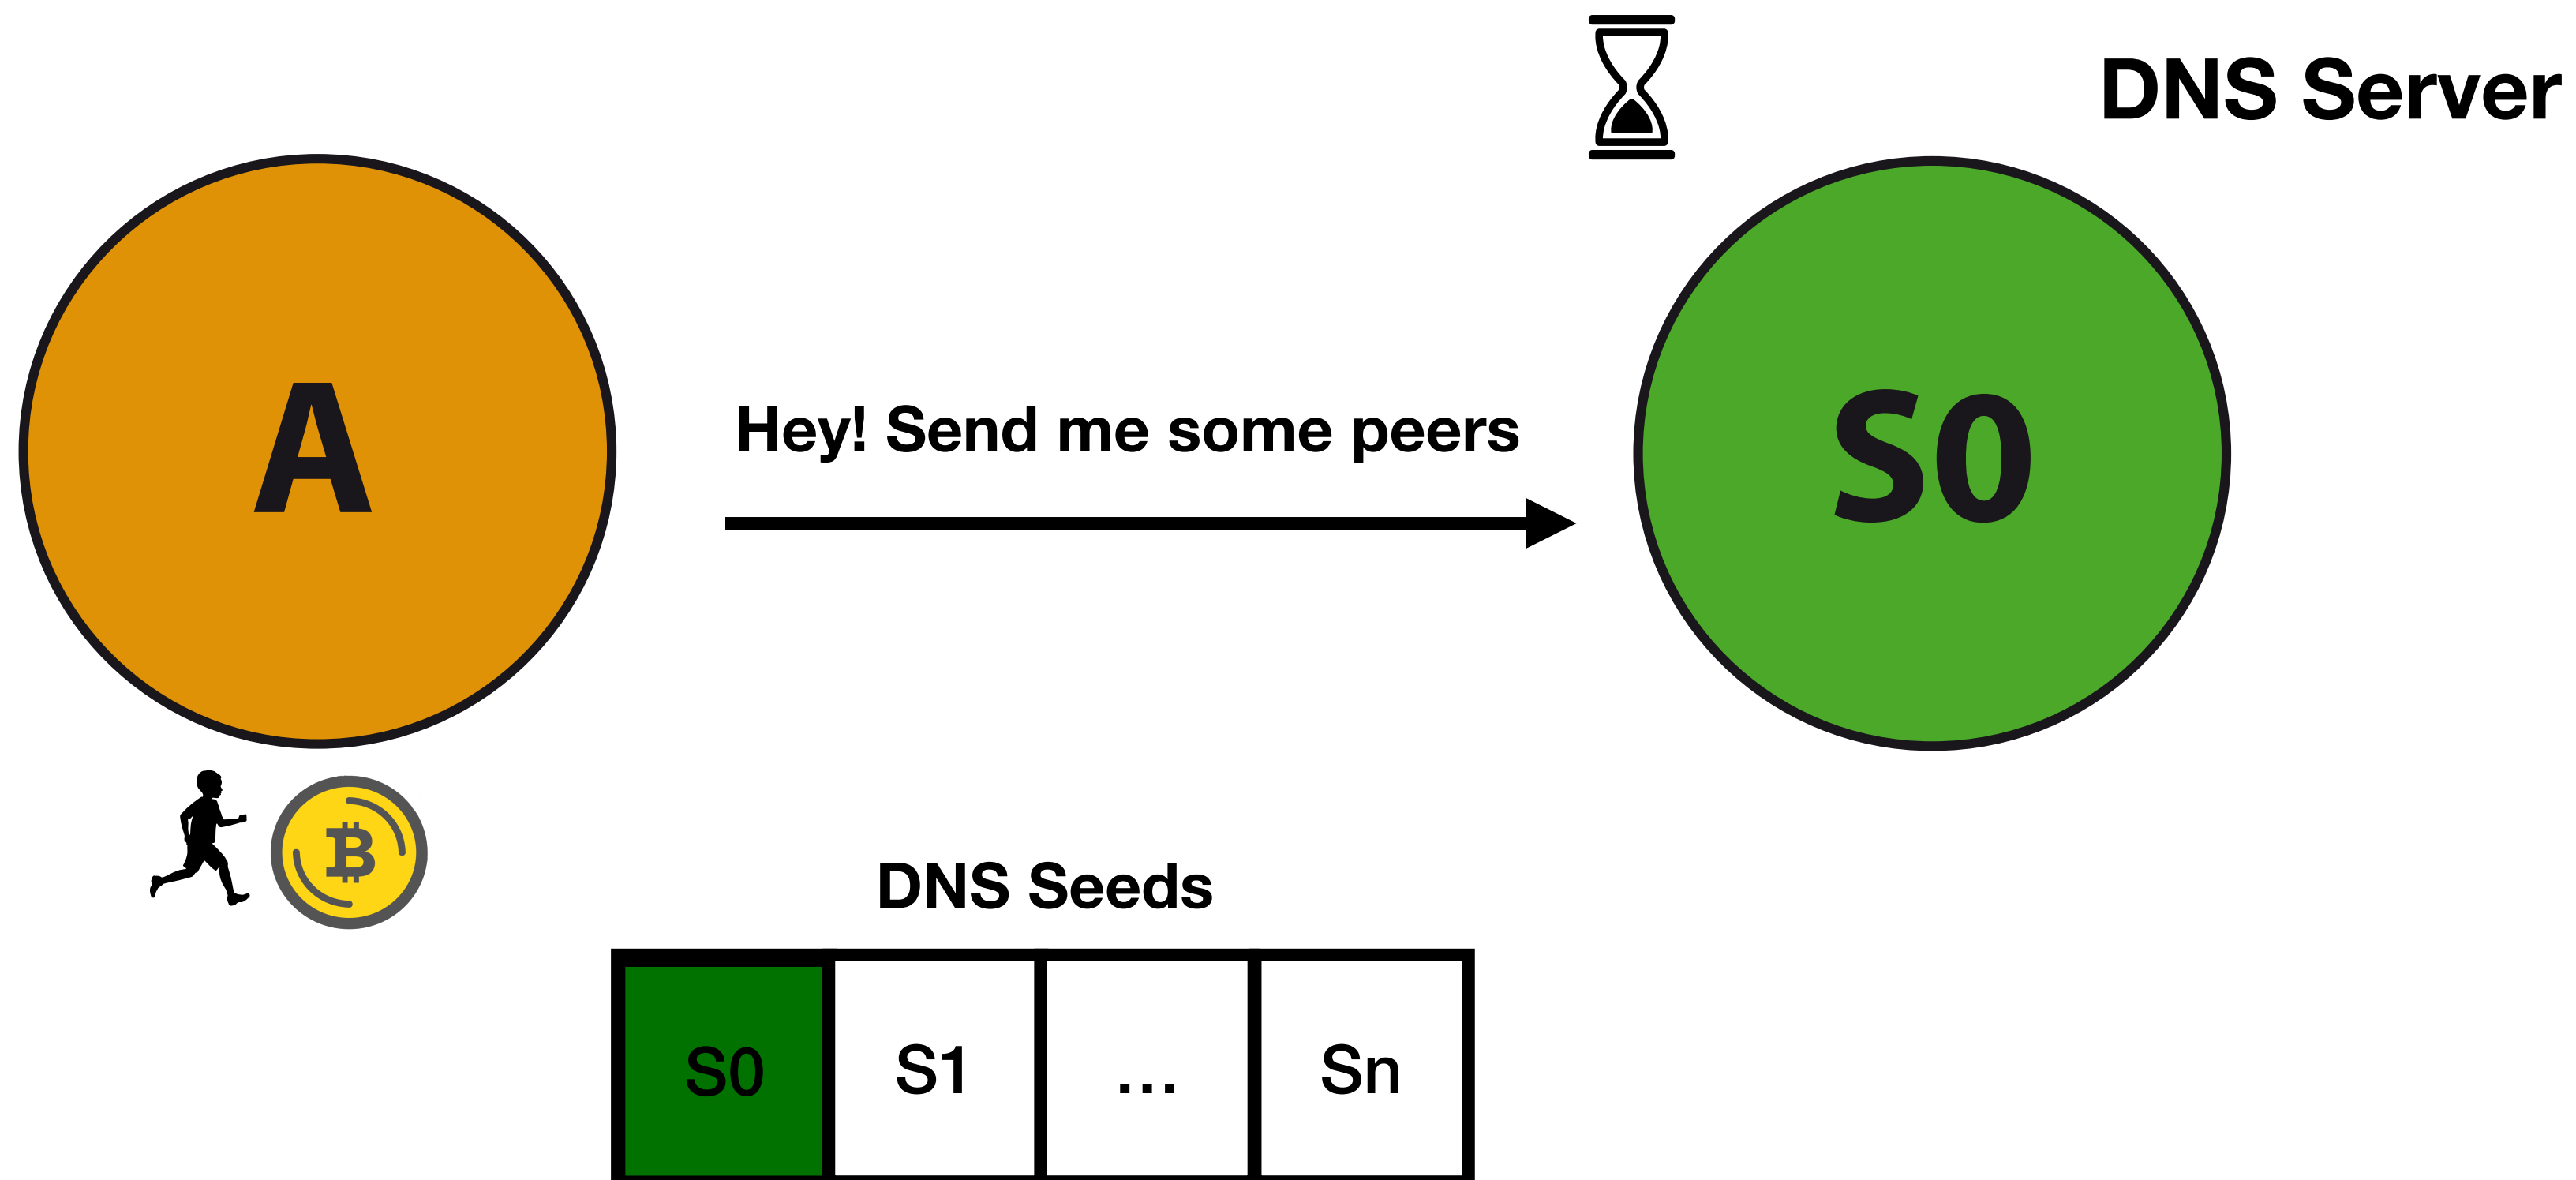 DNS Server
A
Hey! Send me some peers
S0
DNS Seeds
S0
S1
...
Sn